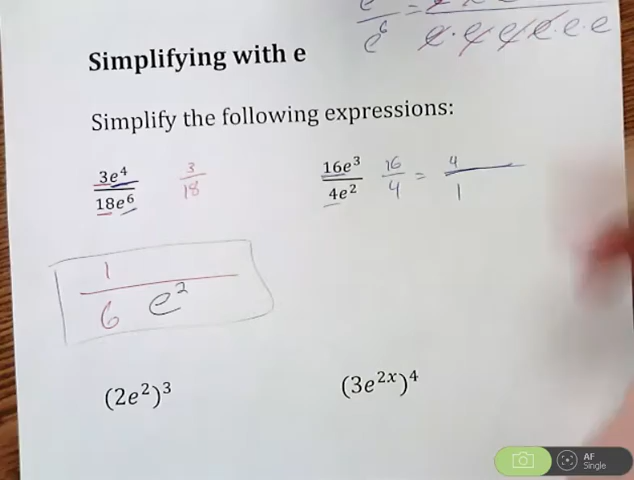 e/e⁶ = e·e·e·e·e·e
Simplifying with e
Simplify the following expressions:
3e⁴/18e⁶ 3/18 16e³/4e² 16/4 = 4/1
1/6 e²
(2e²)³ (3e²ˣ)⁴
AF
Single